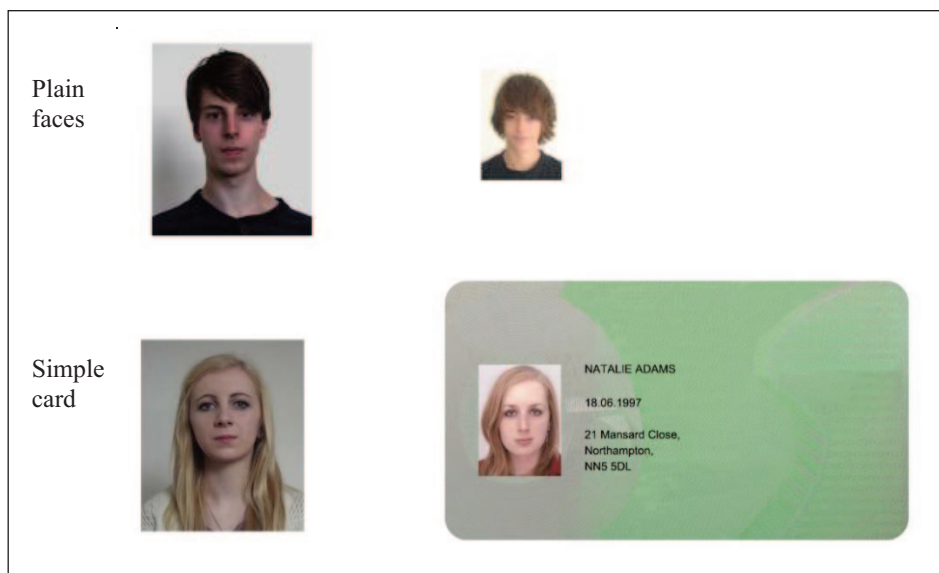 Plain
faces
Simple
card
NATALIE ADAMS
18.06.1997
21 Mansard Close,
Northampton,
NN5 5DL